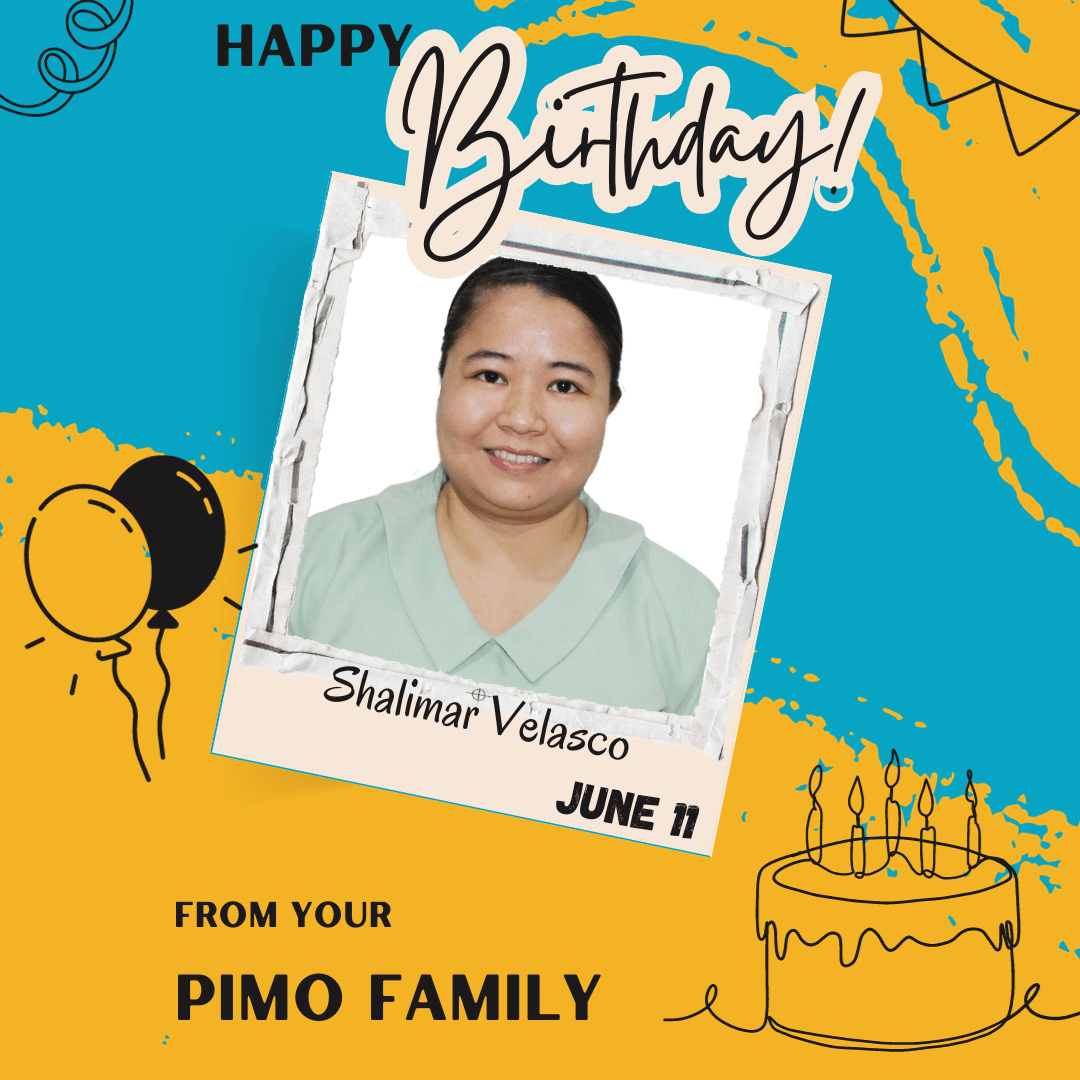 HAPPY
Birthday!
Shalimar Velasco
JUNE 11
FROM YOUR
PIMO FAMILY